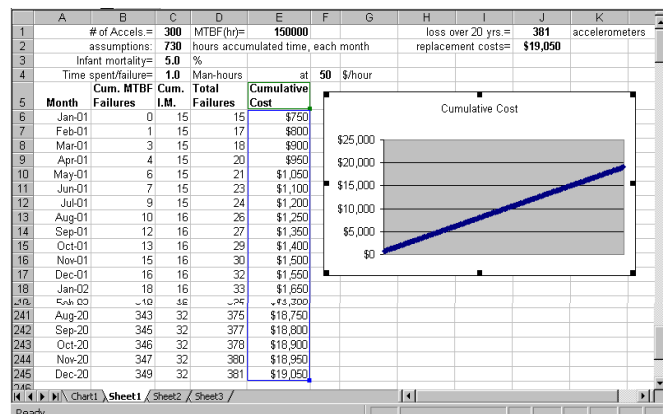 A B C D E F G H I J K
1 # of Accels.= 300 MTBF(hr)= 150000 loss over 20 yrs.= 381 accelerometers
2 assumptions: 730 hours accumulated time, each month replacement costs= $19,050
3 Infant mortality= 5.0 %
4 Time spent/failure= 1.0 Man-hours at 50 $/hour
Cum. MTBF Cum. Total Cumulative
5 Month Failures I.M. Failures Cost
6 Jan-01 0 15 15 $750
7 Feb-01 1 15 17 $800
8 Mar-01 3 15 18 $900
9 Apr-01 4 15 20 $950
10 May-01 6 15 21 $1,050
11 Jun-01 7 15 23 $1,100
12 Jul-01 9 15 24 $1,200
13 Aug-01 10 16 26 $1,250
14 Sep-01 12 16 27 $1,350
15 Oct-01 13 16 29 $1,400
16 Nov-01 15 16 30 $1,500
17 Dec-01 16 16 32 $1,550
18 Jan-02 18 16 33 $1,650
241 Aug-20 343 32 375 $18,750
242 Sep-20 345 32 377 $18,800
243 Oct-20 346 32 378 $18,900
244 Nov-20 347 32 380 $18,950
245 Dec-20 349 32 381 $19,050
Cumulative Cost
$25,000
$20,000
$15,000
$10,000
$5,000
$0
Chart1 Sheet1 Sheet2 Sheet3
Ready